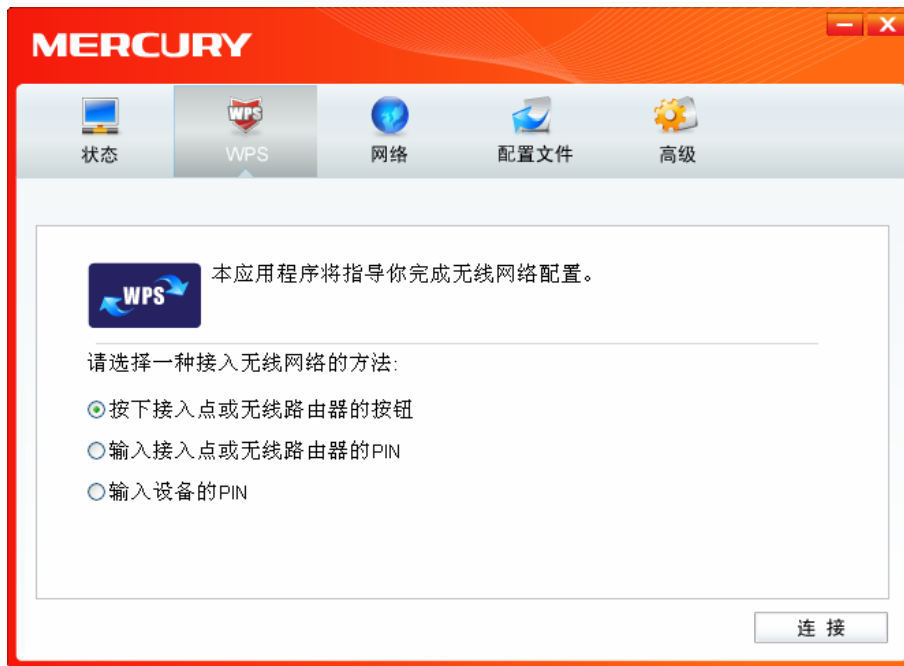 MERCURY
状态
WPS
WPS
网络
配置文件
高级
WPS
本应用程序将指导你完成无线网络配置。
请选择一种接入无线网络的方法:
按下接入点或无线路由器的按钮
输入接入点或无线路由器的PIN
输入设备的PIN
连 接